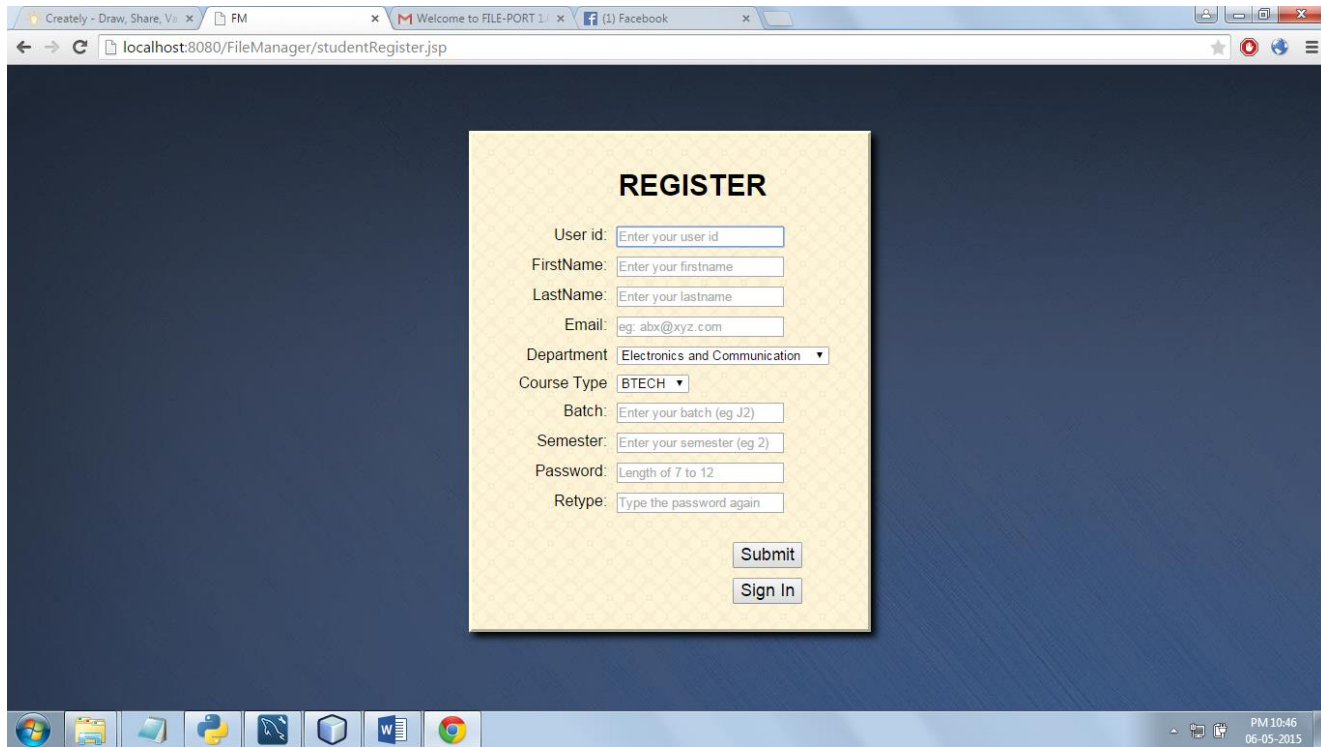 Creately - Draw, Share, Va
FM
Welcome to FILE-PORT 1.
(1) Facebook
localhost:8080/FileManager/studentRegister.jsp
REGISTER
User id: Enter your user id
FirstName: Enter your firstname
LastName: Enter your lastname
Email: eg: abx@xyz.com
Department Electronics and Communication
Course Type BTECH
Batch: Enter your batch (eg J2)
Semester: Enter your semester (eg 2)
Password: Length of 7 to 12
Retype: Type the password again
Submit
Sign In
PM 10:46
06-05-2015